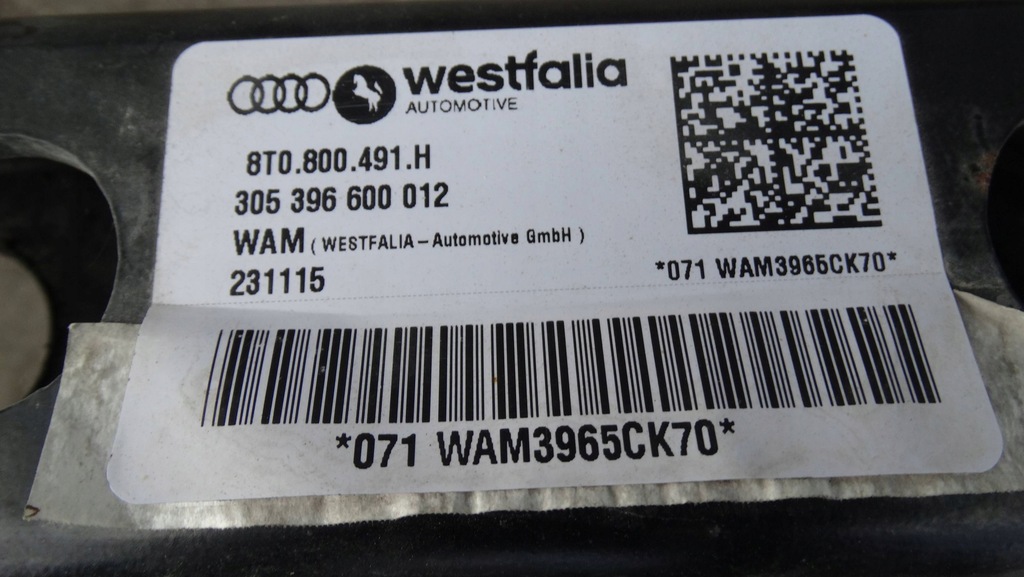 westfalia
AUTOMOTIVE
8T0.800.491.H
305 396 600 012
WAM ( WESTFALIA - Automotive GmbH )
231115
*071 WAM3965CK70*
*071 WAM3965CK70*